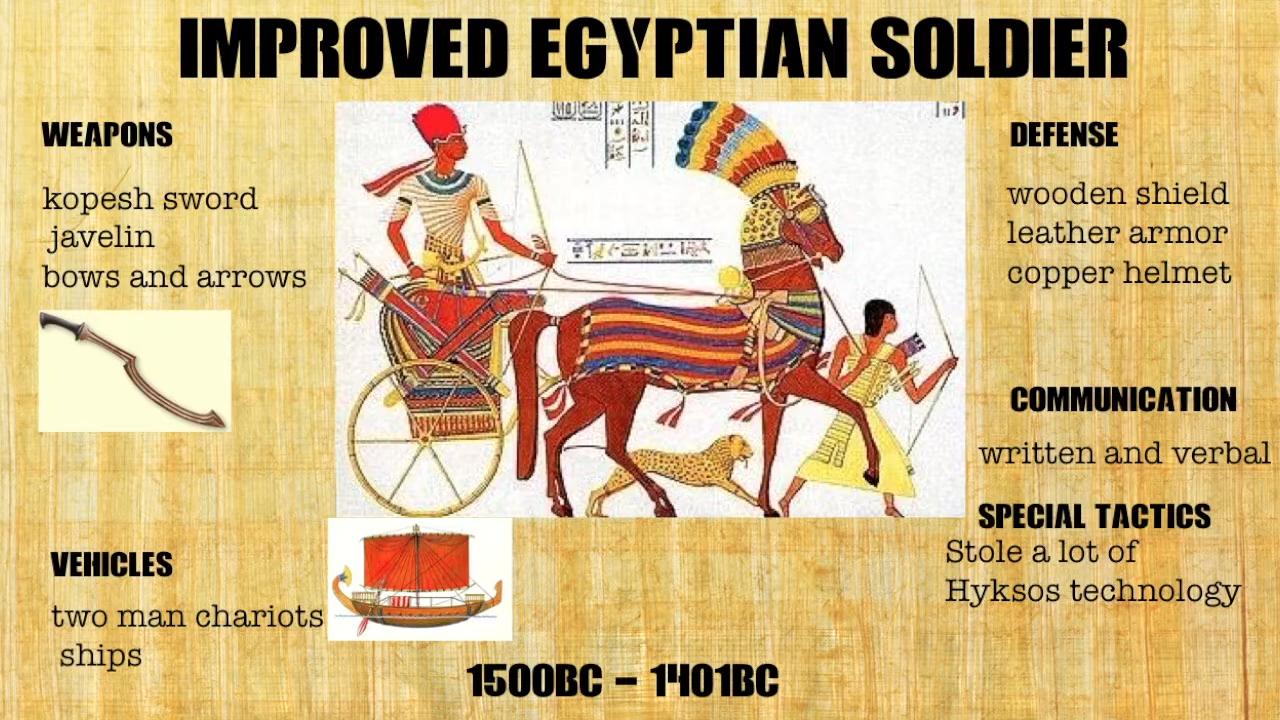 IMPROVED EGYPTIAN SOLDIER
WEAPONS
kopesh sword
javelin
bows and arrows
VEHICLES
two man chariots
ships
DEFENSE
wooden shield
leather armor
copper helmet
COMMUNICATION
written and verbal
SPECIAL TACTICS
Stole a lot of
Hyksos technology
1500BC - 1401BC